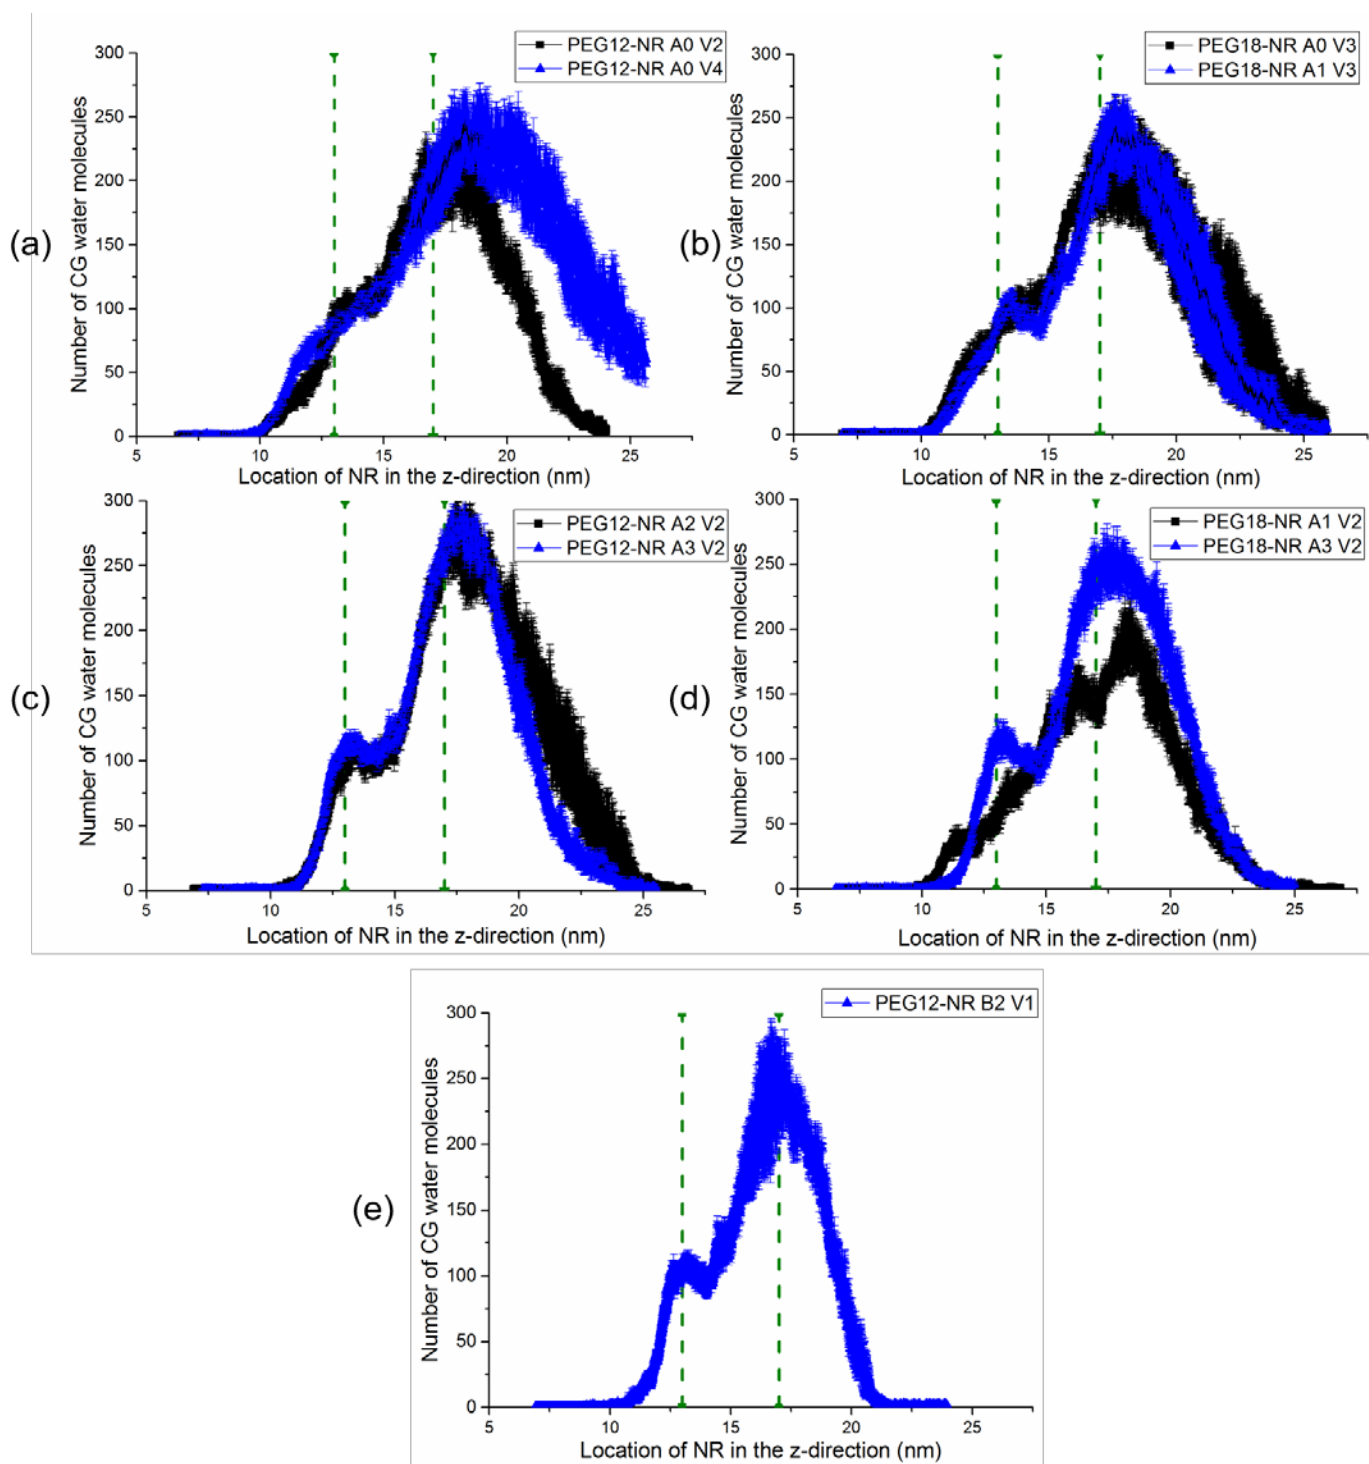 (a)
Number of CG water molecules
300
250
200
150
100
50
0
5
10
15
20
25
Location of NR in the z-direction (nm)
PEG12-NR A0 V2
PEG12-NR A0 V4
(b)
Number of CG water molecules
300
250
200
150
100
50
0
5
10
15
20
25
Location of NR in the z-direction (nm)
PEG18-NR A0 V3
PEG18-NR A1 V3
(c)
Number of CG water molecules
300
250
200
150
100
50
0
5
10
15
20
25
Location of NR in the z-direction (nm)
PEG12-NR A2 V2
PEG12-NR A3 V2
(d)
Number of CG water molecules
300
250
200
150
100
50
0
5
10
15
20
25
Location of NR in the z-direction (nm)
PEG18-NR A1 V2
PEG18-NR A3 V2
(e)
Number of CG water molecules
300
250
200
150
100
50
0
5
10
15
20
25
Location of NR in the z-direction (nm)
PEG12-NR B2 V1